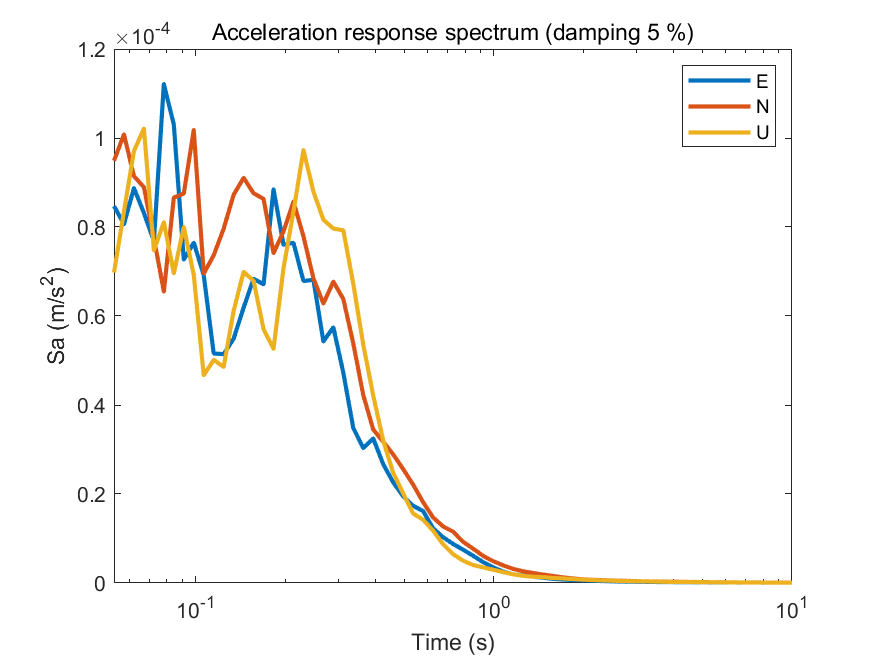 ×10⁻⁴
Acceleration response spectrum (damping 5 %)
1.2
1
0.8
0.6
0.4
0.2
0
Sa (m/s²)
E
N
U
10⁻¹
10⁰
10¹
Time (s)